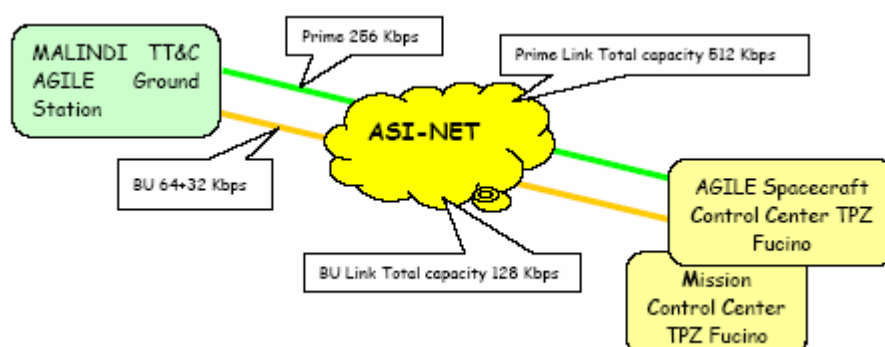 Prime 256 Kbps
Prime Link Total capacity 512 Kbps
MALINDI TT&C
AGILE Ground
Station
ASI-NET
BU 64+32 Kbps
AGILE Spacecraft
Control Center TPZ
Fucino
BU Link Total capacity 128 Kbps
Mission
Control Center
TPZ Fucino